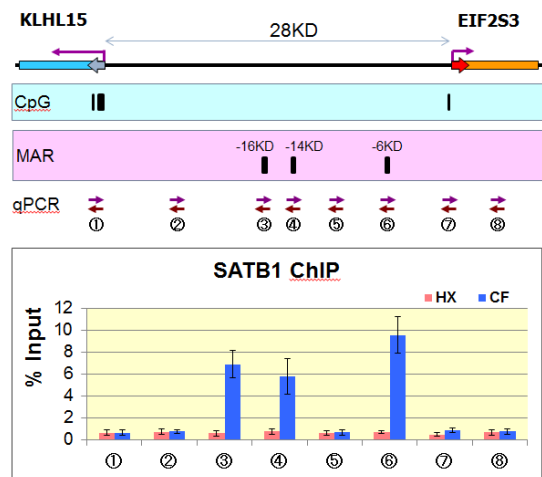 KLHL15 EIF2S3
28KD
CpG
MAR -16KD -14KD -6KD
qPCR
① ② ③ ④ ⑤ ⑥ ⑦ ⑧
SATB1 ChIP
HX CF
% Input
12
10
8
6
4
2
0
① ② ③ ④ ⑤ ⑥ ⑦ ⑧